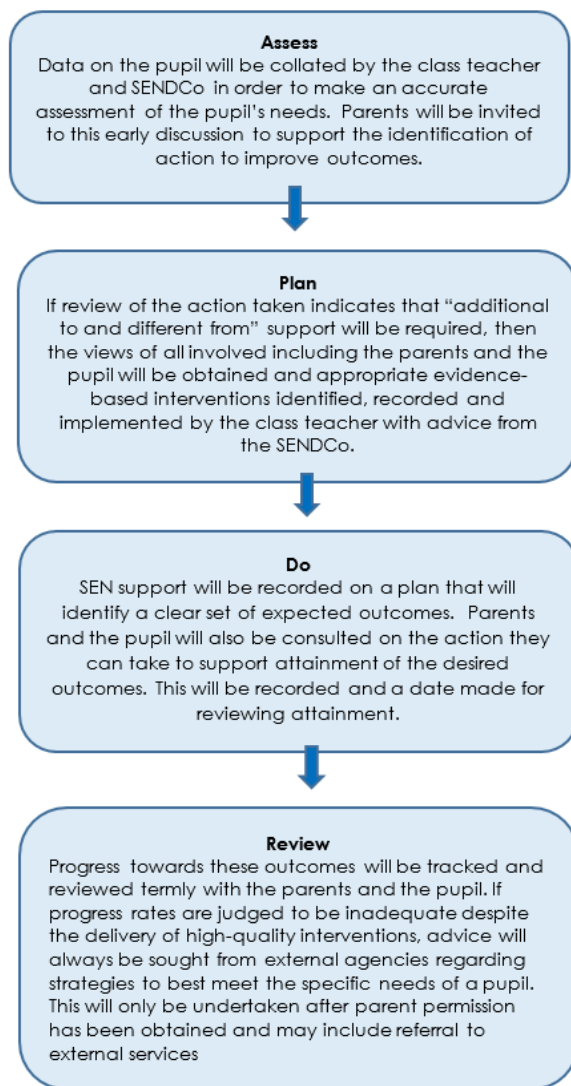 Assess
Data on the pupil will be collated by the class teacher
and SENDCo in order to make an accurate
assessment of the pupil's needs.  Parents will be invited
to this early discussion to support the identification of
action to improve outcomes.
Plan
If review of the action taken indicates that “additional
to and different from” support will be required, then
the views of all involved including the parents and the
pupil will be obtained and appropriate evidence-
based interventions identified, recorded and
implemented by the class teacher with advice from
the SENDCo.
Do
SEN support will be recorded on a plan that will
identify a clear set of expected outcomes.  Parents
and the pupil will also be consulted on the action they
can take to support attainment of the desired
outcomes. This will be recorded and a date made for
reviewing attainment.
Review
Progress towards these outcomes will be tracked and
reviewed termly with the parents and the pupil. If
progress rates are judged to be inadequate despite
the delivery of high-quality interventions, advice will
always be sought from external agencies regarding
strategies to best meet the specific needs of a pupil.
This will only be undertaken after parent permission
has been obtained and may include referral to
external services